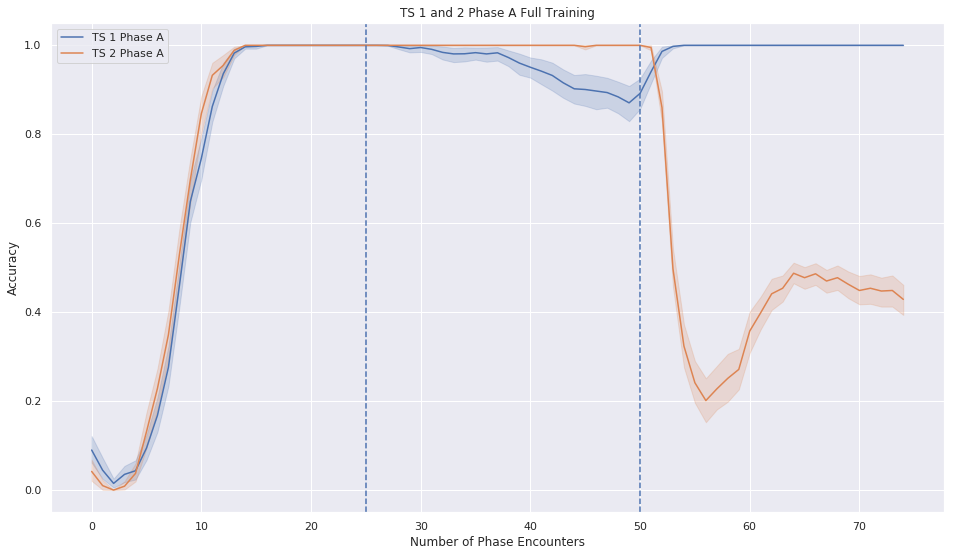 TS 1 and 2 Phase A Full Training
TS 1 Phase A
TS 2 Phase A
Accuracy
1.0
0.8
0.6
0.4
0.2
0.0
0 10 20 30 40 50 60 70
Number of Phase Encounters